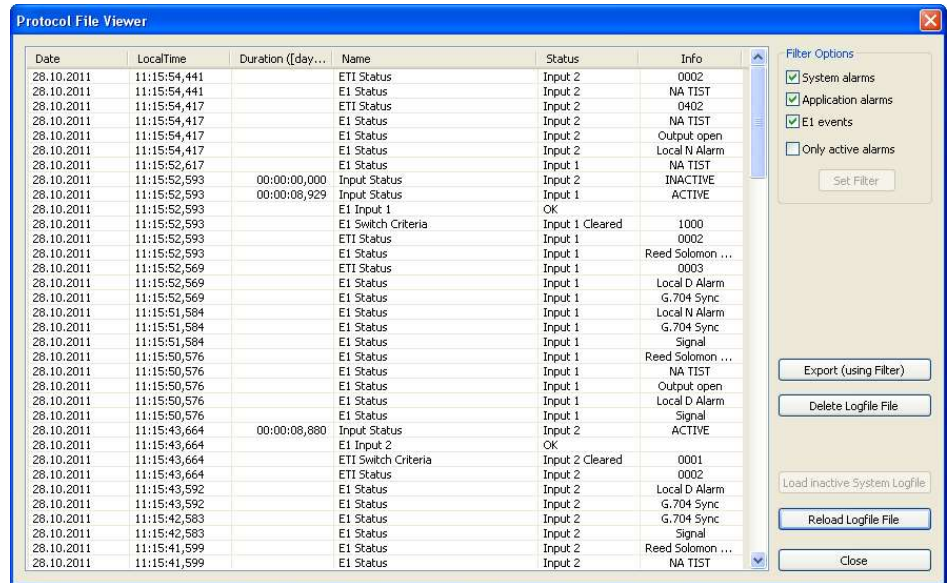 Protocol File Viewer
Date LocalTime Duration ([day... Name Status Info
28.10.2011 11:15:54,441 ETI Status Input 2 0002
28.10.2011 11:15:54,441 E1 Status Input 2 NA TIST
28.10.2011 11:15:54,417 ETI Status Input 2 0402
28.10.2011 11:15:54,417 E1 Status Input 2 NA TIST
28.10.2011 11:15:54,417 E1 Status Input 2 Output open
28.10.2011 11:15:54,417 E1 Status Input 2 Local N Alarm
28.10.2011 11:15:52,617 E1 Status Input 1 NA TIST
28.10.2011 11:15:52,593 00:00:00,000 Input Status Input 2 INACTIVE
28.10.2011 11:15:52,593 00:00:08,929 Input Status Input 1 ACTIVE
28.10.2011 11:15:52,593 E1 Input 1 OK
28.10.2011 11:15:52,593 E1 Switch Criteria Input 1 Cleared 1000
28.10.2011 11:15:52,593 ETI Status Input 1 0002
28.10.2011 11:15:52,593 E1 Status Input 1 Reed Solomon ...
28.10.2011 11:15:52,569 ETI Status Input 1 0003
28.10.2011 11:15:52,569 E1 Status Input 1 Local D Alarm
28.10.2011 11:15:52,569 E1 Status Input 1 G.704 Sync
28.10.2011 11:15:51,584 E1 Status Input 1 Local N Alarm
28.10.2011 11:15:51,584 E1 Status Input 1 G.704 Sync
28.10.2011 11:15:51,584 E1 Status Input 1 Signal
28.10.2011 11:15:50,576 E1 Status Input 1 Reed Solomon ...
28.10.2011 11:15:50,576 E1 Status Input 1 NA TIST
28.10.2011 11:15:50,576 E1 Status Input 1 Output open
28.10.2011 11:15:50,576 E1 Status Input 1 Local D Alarm
28.10.2011 11:15:50,576 E1 Status Input 1 Signal
28.10.2011 11:15:43,664 00:00:08,880 Input Status Input 2 ACTIVE
28.10.2011 11:15:43,664 E1 Input 2 OK
28.10.2011 11:15:43,664 ETI Switch Criteria Input 2 Cleared 0001
28.10.2011 11:15:43,664 ETI Status Input 2 0002
28.10.2011 11:15:43,592 E1 Status Input 2 Local D Alarm
28.10.2011 11:15:43,592 E1 Status Input 2 G.704 Sync
28.10.2011 11:15:42,583 E1 Status Input 2 G.704 Sync
28.10.2011 11:15:42,583 E1 Status Input 2 Signal
28.10.2011 11:15:41,599 E1 Status Input 2 Reed Solomon ...
28.10.2011 11:15:41,599 E1 Status Input 2 NA TIST
Filter Options
System alarms
Application alarms
E1 events
Only active alarms
Set Filter
Export (using Filter)
Delete Logfile File
Load inactive System Logfile
Reload Logfile File
Close